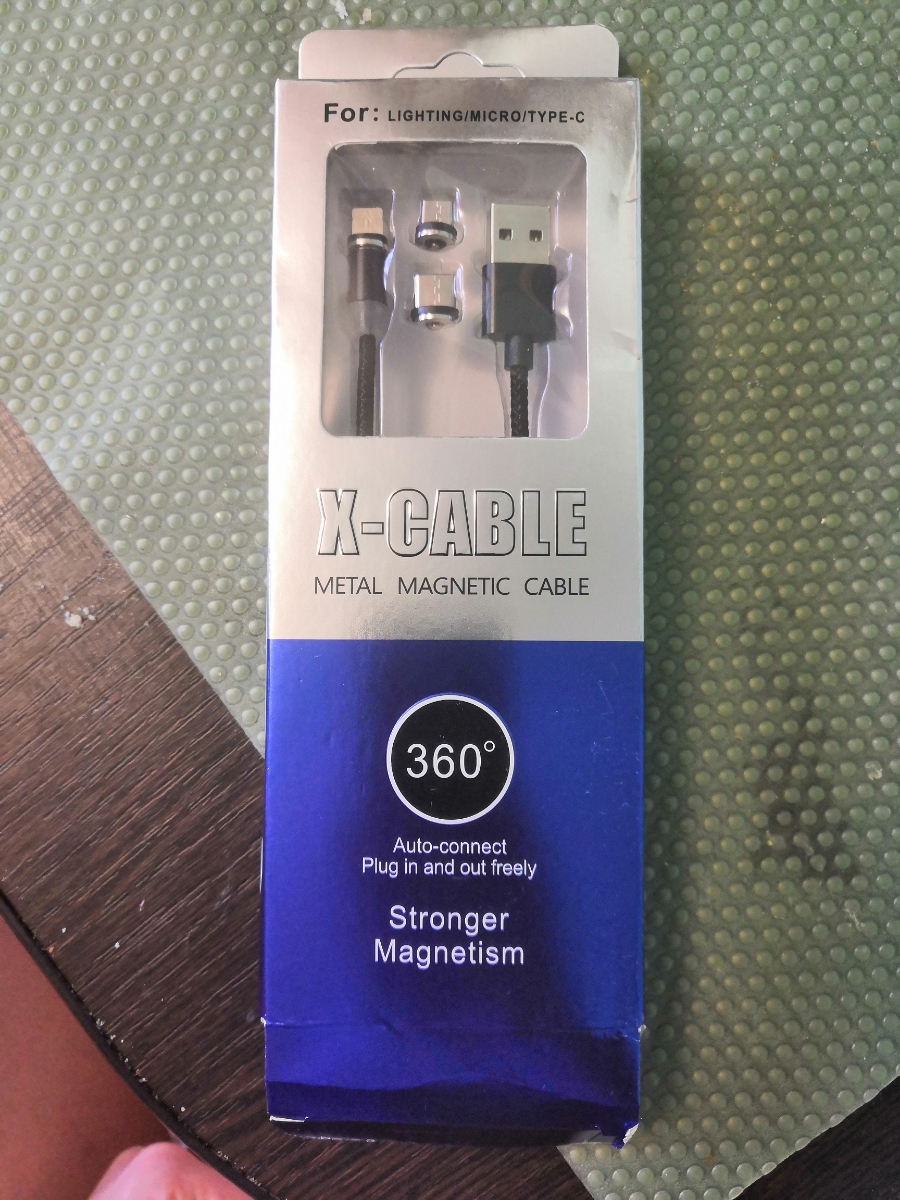 For: LIGHTING/MICRO/TYPE-C
X-CABLE
METAL MAGNETIC CABLE
360°
Auto-connect
Plug in and out freely
Stronger
Magnetism